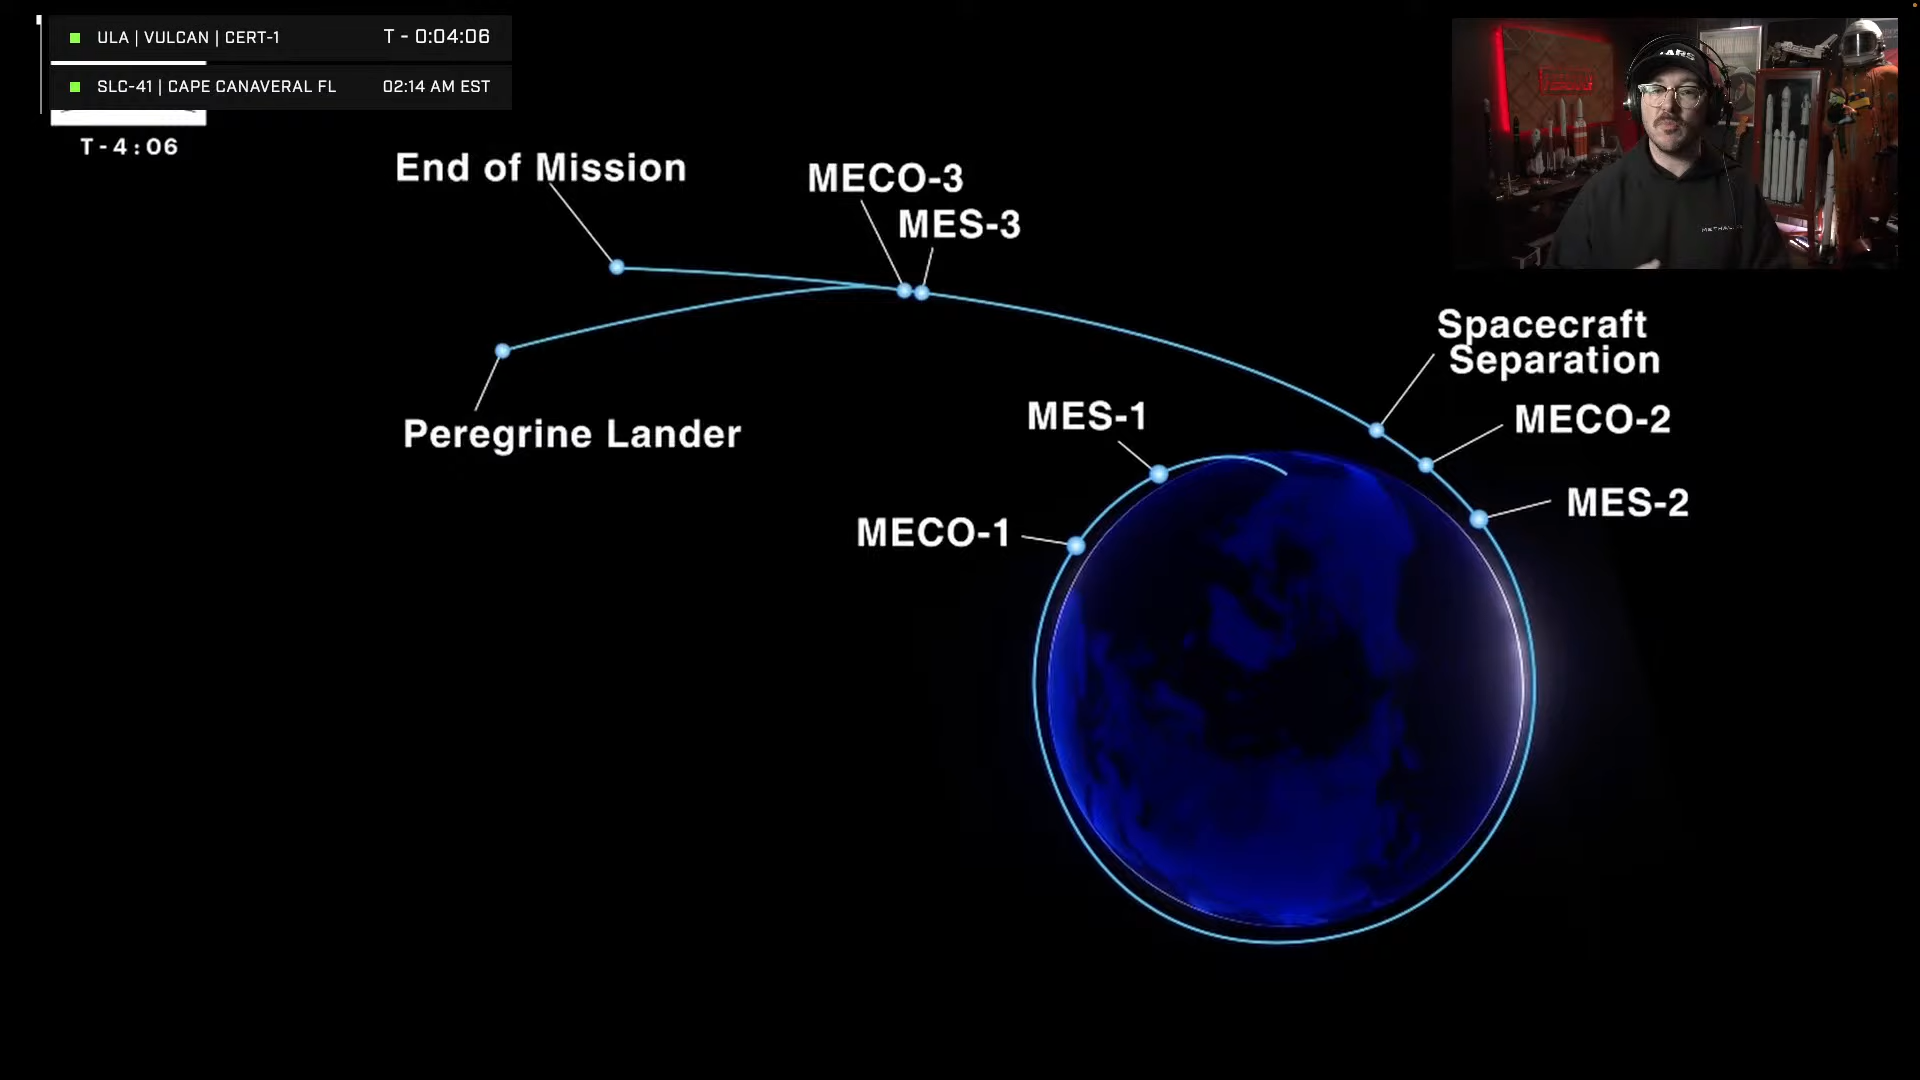 ULA | VULCAN | CERT-1 T - 0:04:06
SLC-41 | CAPE CANAVERAL FL 02:14 AM EST
T-4:06
End of Mission
MECO-3
MES-3
Spacecraft
Separation
MES-1
MECO-2
Peregrine Lander
MES-2
MECO-1